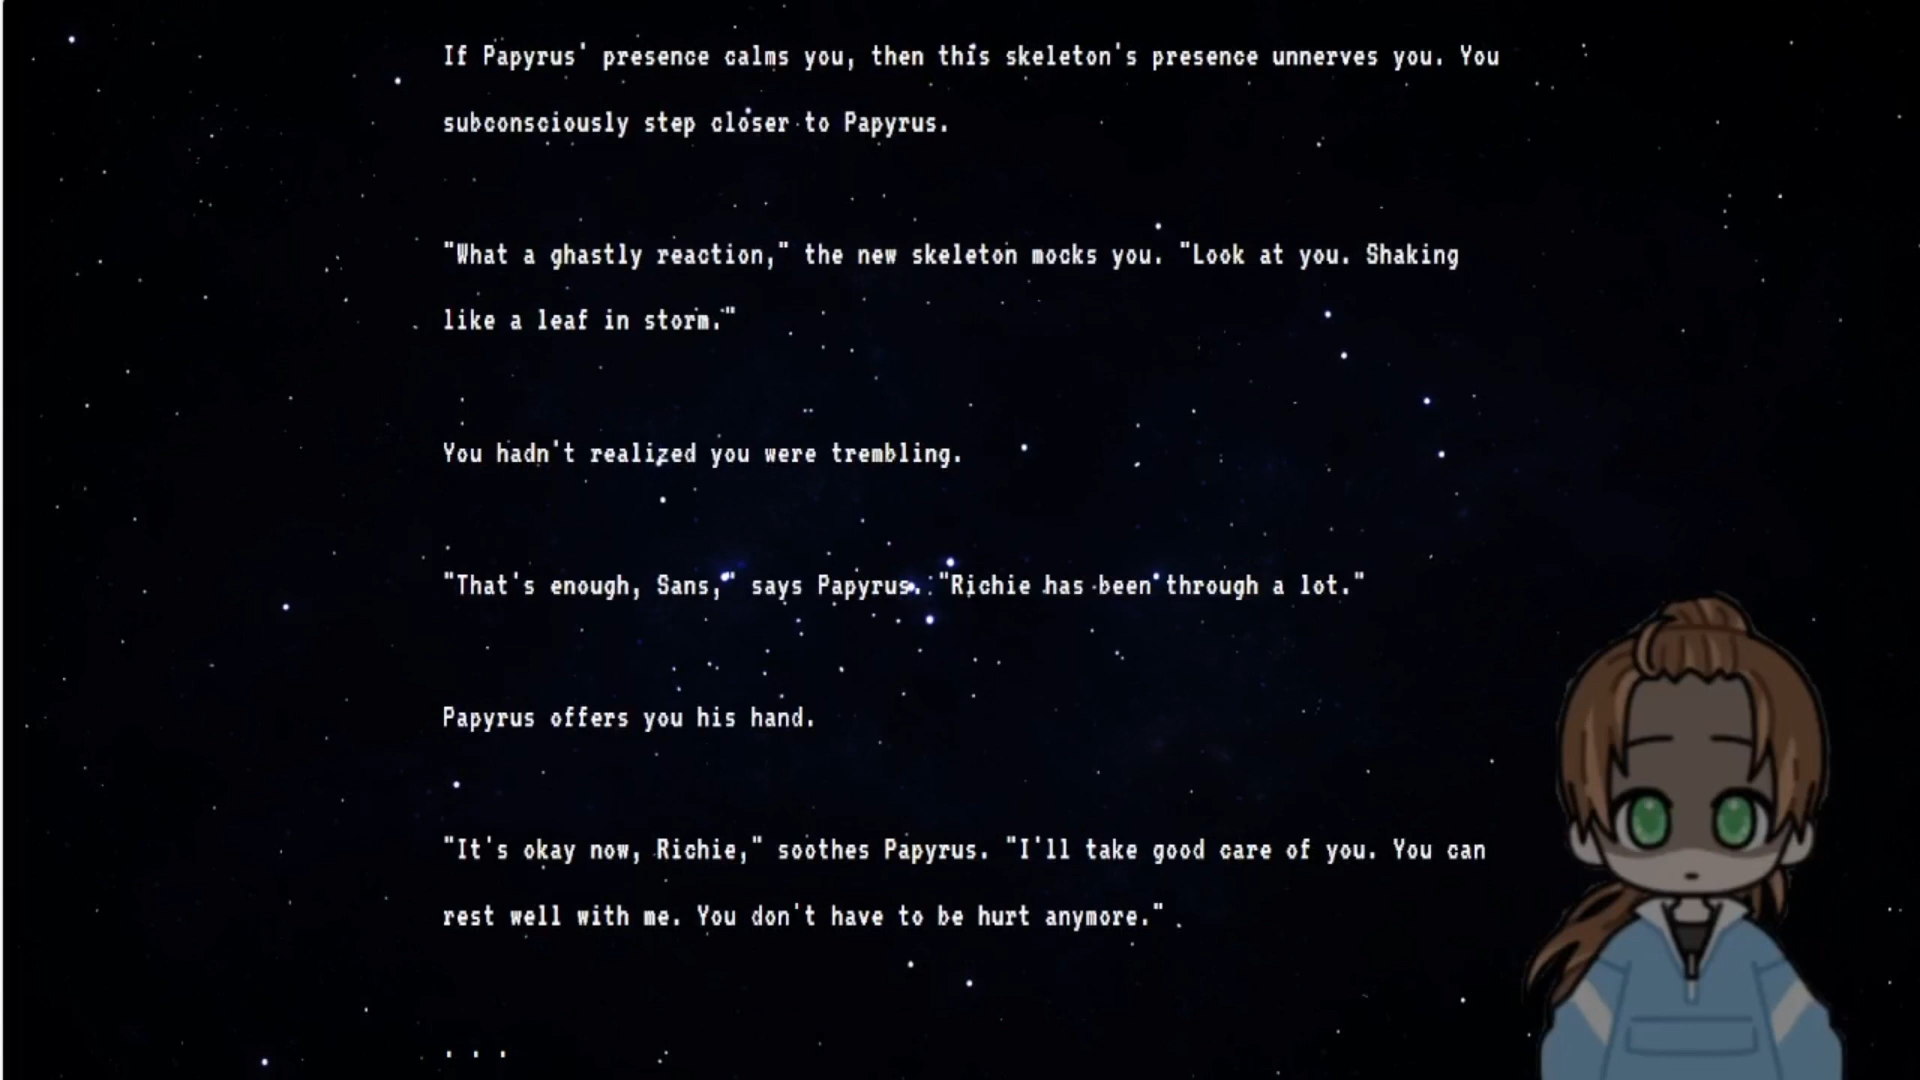 If Papyrus' presence calms you, then this skeleton's presence unnerves you. You
subconsciously step closer to Papyrus.
"What a ghastly reaction," the new skeleton mocks you. "Look at you. Shaking
like a leaf in storm."
You hadn't realized you were trembling.
"That's enough, Sans," says Papyrus. "Richie has been through a lot."
Papyrus offers you his hand.
"It's okay now, Richie," soothes Papyrus. "I'll take good care of you. You can
rest well with me. You don't have to be hurt anymore."
. . .